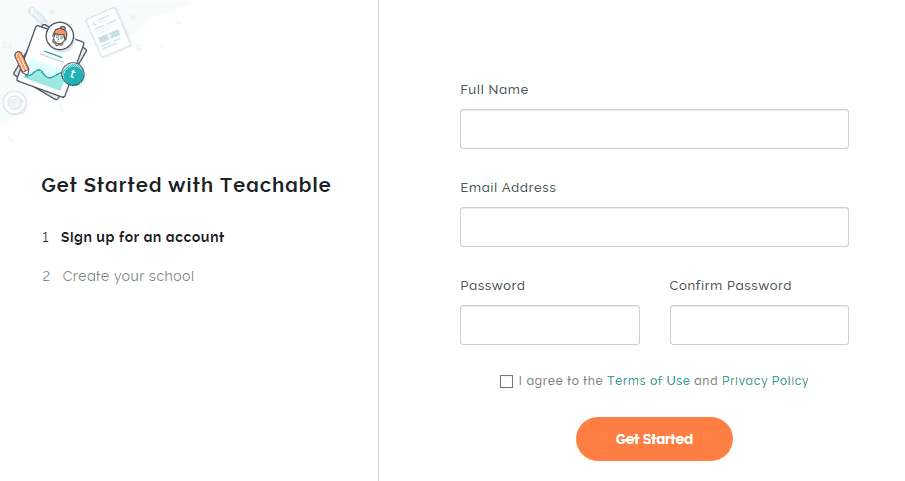 t
Get Started with Teachable
1 Sign up for an account
2 Create your school
Full Name
Email Address
Password Confirm Password
I agree to the Terms of Use and Privacy Policy
Get Started